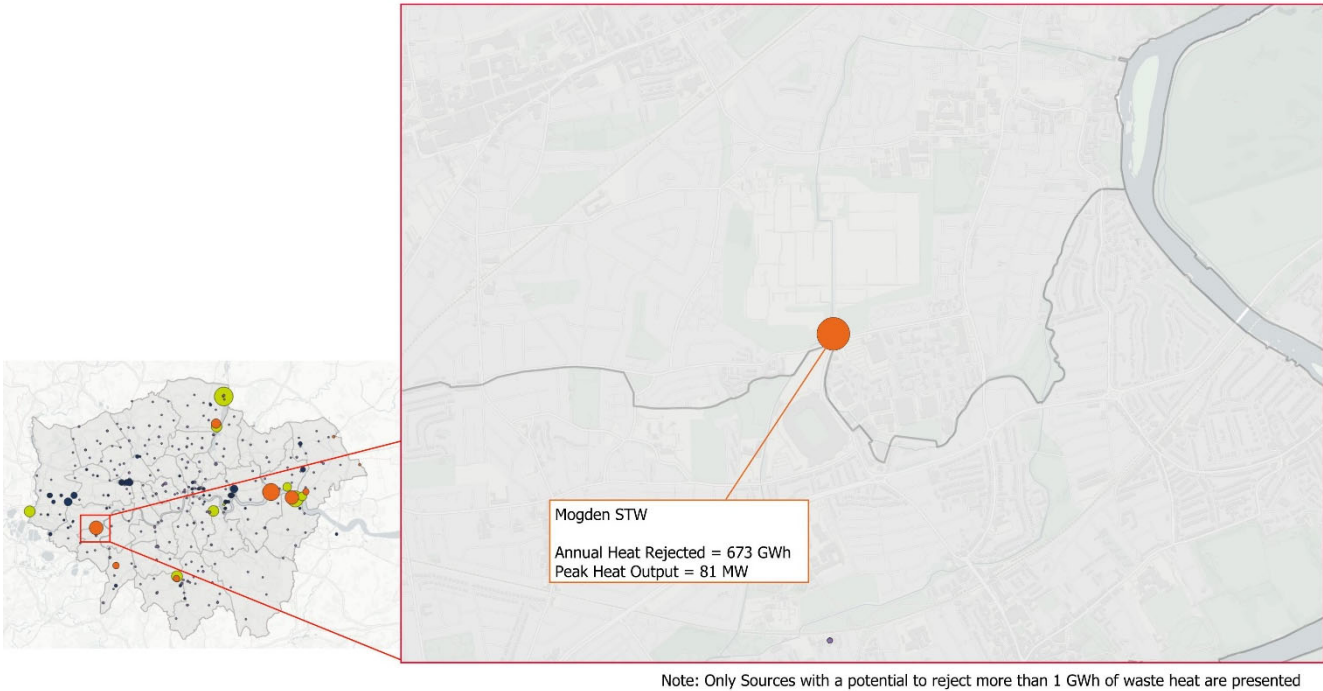 Mogden STW
Annual Heat Rejected = 673 GWh
Peak Heat Output = 81 MW
Note: Only Sources with a potential to reject more than 1 GWh of waste heat are presented